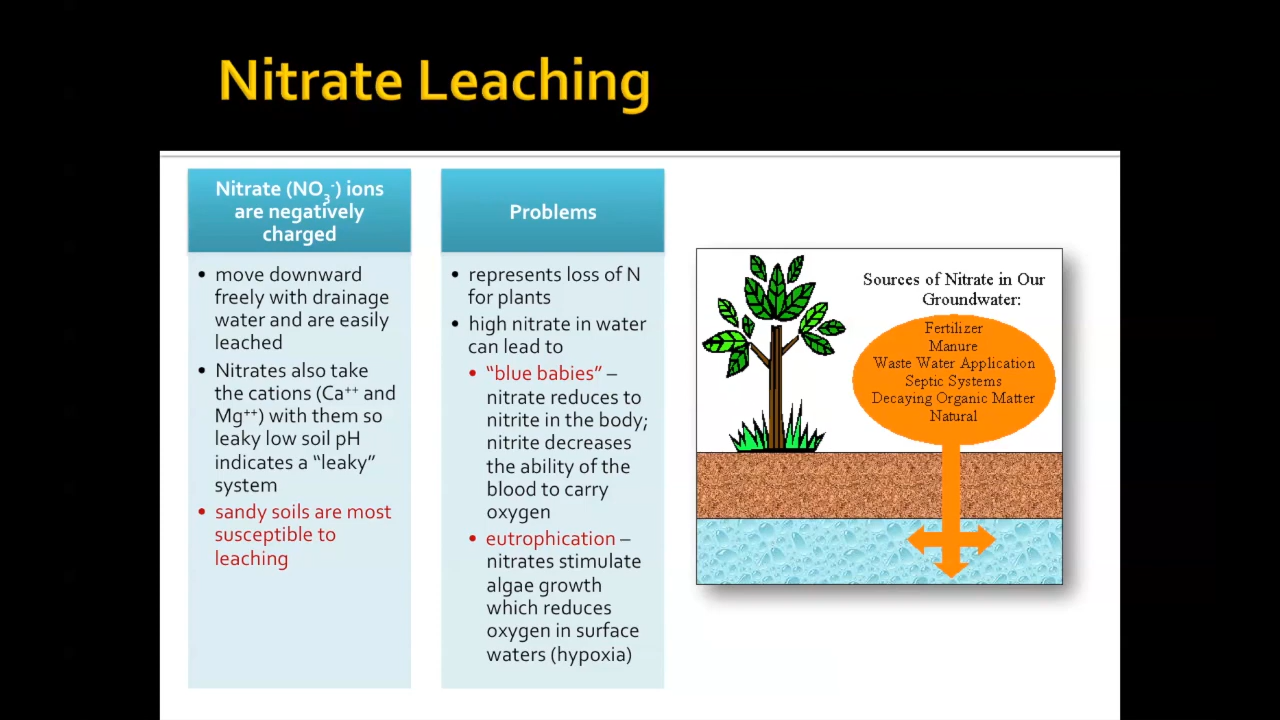 Nitrate Leaching
Nitrate (NO₃⁻) ions
are negatively
charged
• move downward
freely with drainage
water and are easily
leached
• Nitrates also take
the cations (Ca⁺⁺ and
Mg⁺⁺) with them so
leaky low soil pH
indicates a “leaky”
system
• sandy soils are most
susceptible to
leaching
Problems
• represents loss of N
for plants
• high nitrate in water
can lead to
• “blue babies” –
nitrate reduces to
nitrite in the body;
nitrite decreases
the ability of the
blood to carry
oxygen
• eutrophication –
nitrates stimulate
algae growth
which reduces
oxygen in surface
waters (hypoxia)
Sources of Nitrate in Our
Groundwater:
Fertilizer
Manure
Waste Water Application
Septic Systems
Decaying Organic Matter
Natural